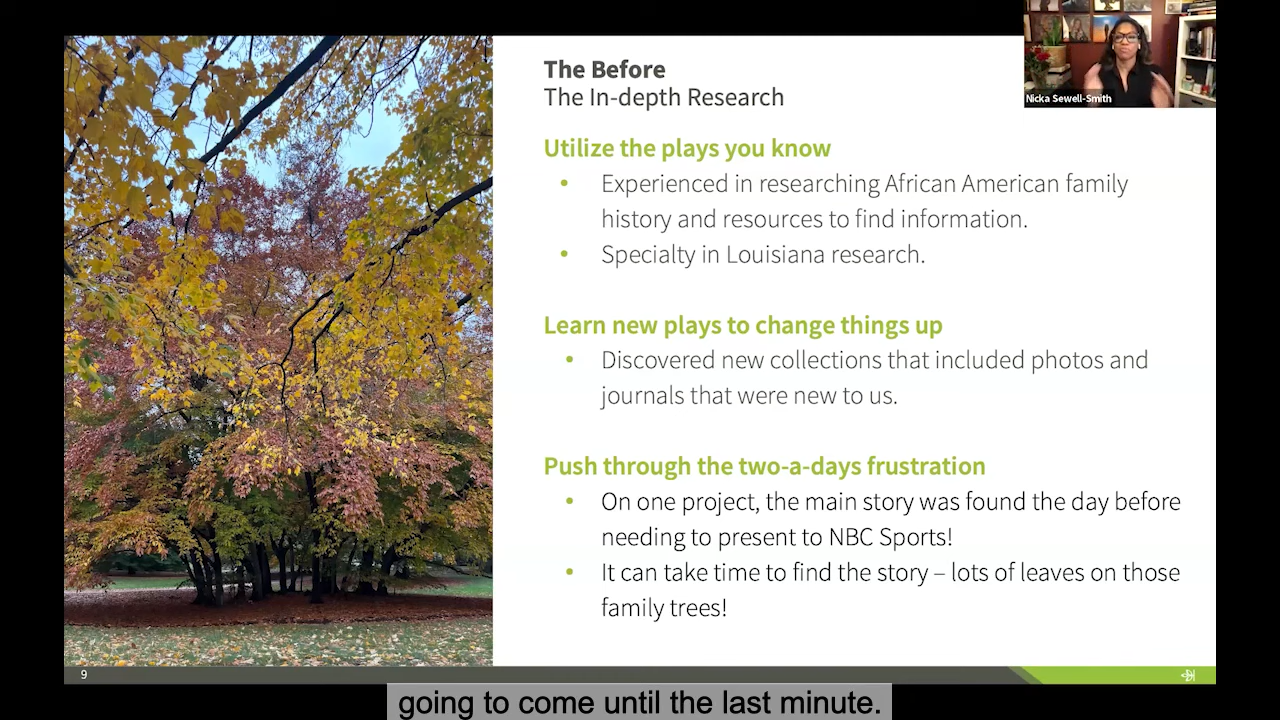 The Before
The In-depth Research
Nicka Sewell-Smith
Utilize the plays you know
• Experienced in researching African American family
history and resources to find information.
• Specialty in Louisiana research.
Learn new plays to change things up
• Discovered new collections that included photos and
journals that were new to us.
Push through the two-a-days frustration
• On one project, the main story was found the day before
needing to present to NBC Sports!
• It can take time to find the story – lots of leaves on those
family trees!
9
going to come until the last minute.